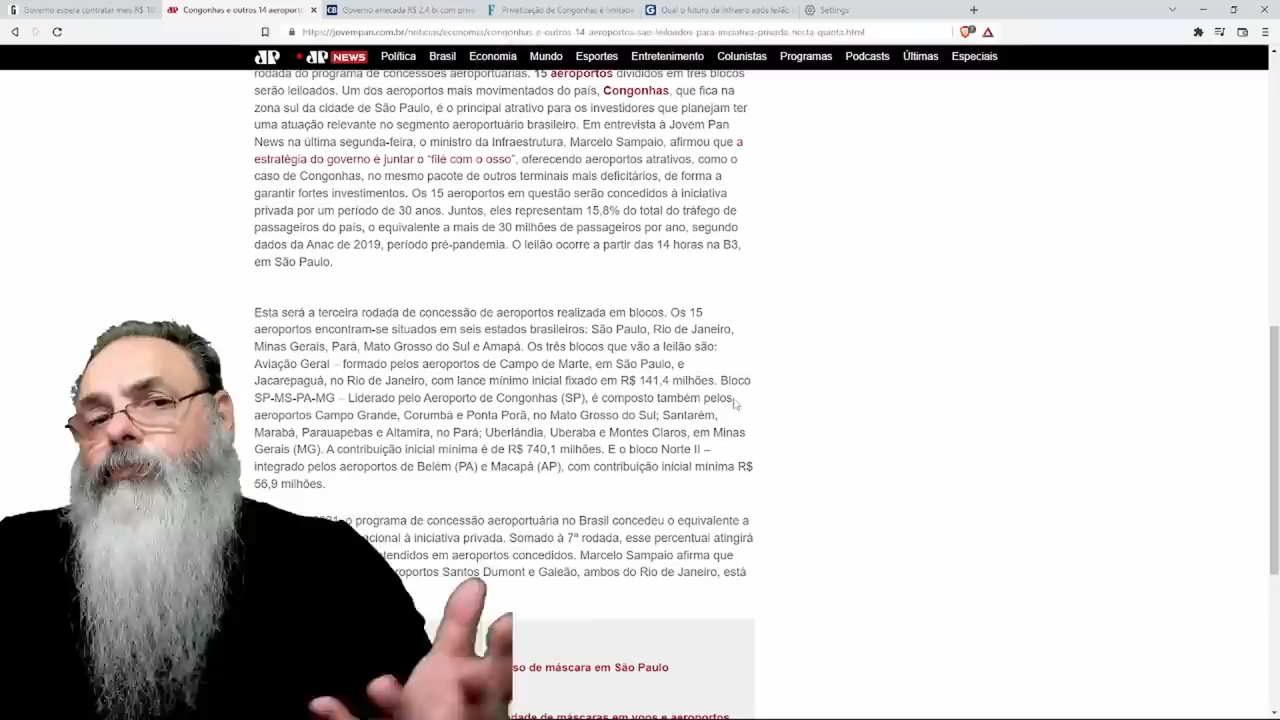 Governo espera contratar mais R$ 10
Congonhas e outros 14 aeroport
Governo arrecada R$ 2,4 bi com priva
Privatização de Congonhas é limitada
Qual o futuro da Infraero após leilão
Settings
https://jovempan.com.br/noticias/economia/congonhas-e-outros-14-aeroportos-sao-leiloados-para-iniciativa-privada-nesta-quinta.html
JP JP NEWS Política Brasil Economia Mundo Esportes Entretenimento Colunistas Programas Podcasts Últimas Especiais
rodada do programa de concessões aeroportuárias. 15 aeroportos divididos em três blocos
serão leiloados. Um dos aeroportos mais movimentados do país, Congonhas, que fica na
zona sul da cidade de São Paulo, é o principal atrativo para os investidores que planejam ter
uma atuação relevante no segmento aeroportuário brasileiro. Em entrevista à Jovem Pan
News na última segunda-feira, o ministro da Infraestrutura, Marcelo Sampaio, afirmou que a
estratégia do governo é juntar o “filé com o osso”, oferecendo aeroportos atrativos, como o
caso de Congonhas, no mesmo pacote de outros terminais mais deficitários, de forma a
garantir fortes investimentos. Os 15 aeroportos em questão serão concedidos à iniciativa
privada por um período de 30 anos. Juntos, eles representam 15,8% do total do tráfego de
passageiros do país, o equivalente a mais de 30 milhões de passageiros por ano, segundo
dados da Anac de 2019, período pré-pandemia. O leilão ocorre a partir das 14 horas na B3,
em São Paulo.
Esta será a terceira rodada de concessão de aeroportos realizada em blocos. Os 15
aeroportos encontram-se situados em seis estados brasileiros: São Paulo, Rio de Janeiro,
Minas Gerais, Pará, Mato Grosso do Sul e Amapá. Os três blocos que vão a leilão são:
Aviação Geral – formado pelos aeroportos de Campo de Marte, em São Paulo, e
Jacarepaguá, no Rio de Janeiro, com lance mínimo inicial fixado em R$ 141,4 milhões. Bloco
SP-MS-PA-MG – Liderado pelo Aeroporto de Congonhas (SP), é composto também pelos
aeroportos Campo Grande, Corumbá e Ponta Porã, no Mato Grosso do Sul; Santarém,
Marabá, Parauapebas e Altamira, no Pará; Uberlândia, Uberaba e Montes Claros, em Minas
Gerais (MG). A contribuição inicial mínima é de R$ 740,1 milhões. E o bloco Norte II –
integrado pelos aeroportos de Belém (PA) e Macapá (AP), com contribuição inicial mínima R$
56,9 milhões.
o programa de concessão aeroportuária no Brasil concedeu o equivalente a
acional à iniciativa privada. Somado à 7ª rodada, esse percentual atingirá
tendidos em aeroportos concedidos. Marcelo Sampaio afirma que
roportos Santos Dumont e Galeão, ambos do Rio de Janeiro, está
so de máscara em São Paulo
dade de máscaras em voos e aeroportos